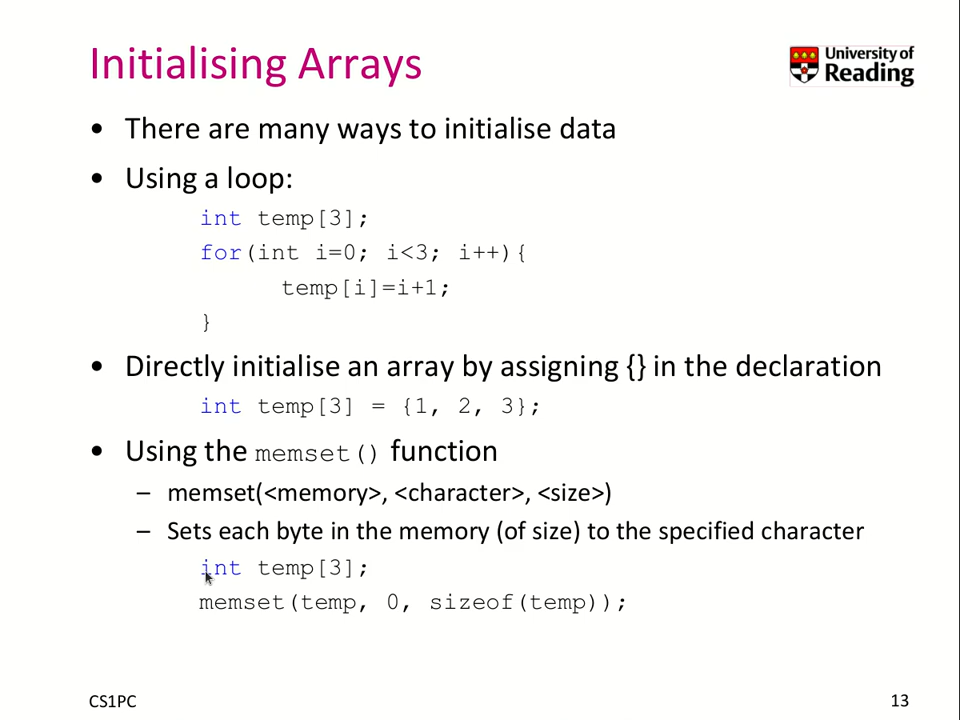 Initialising Arrays
University of
Reading
• There are many ways to initialise data
• Using a loop:
int temp[3];
for(int i=0; i<3; i++){
temp[i]=i+1;
}
• Directly initialise an array by assigning {} in the declaration
int temp[3] = {1, 2, 3};
• Using the memset() function
– memset(<memory>, <character>, <size>)
– Sets each byte in the memory (of size) to the specified character
int temp[3];
memset(temp, 0, sizeof(temp));
CS1PC
13